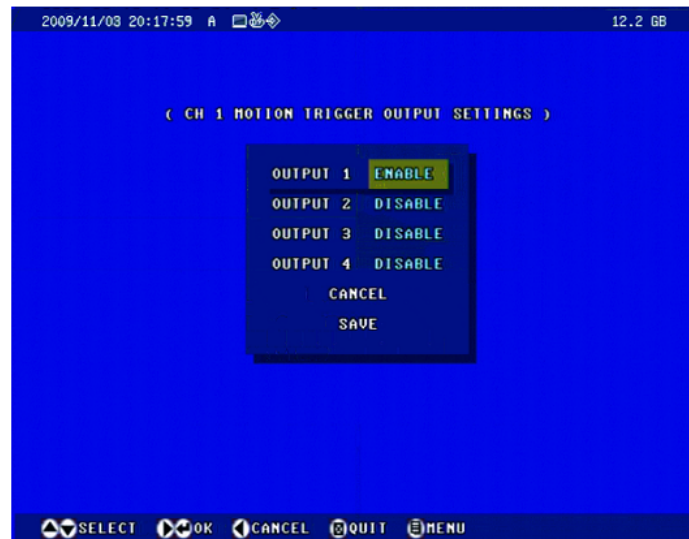 2009/11/03 20:17:59 A 12.2 GB
( CH 1 MOTION TRIGGER OUTPUT SETTINGS )
OUTPUT 1 ENABLE
OUTPUT 2 DISABLE
OUTPUT 3 DISABLE
OUTPUT 4 DISABLE
CANCEL
SAVE
SELECT OK CANCEL QUIT MENU